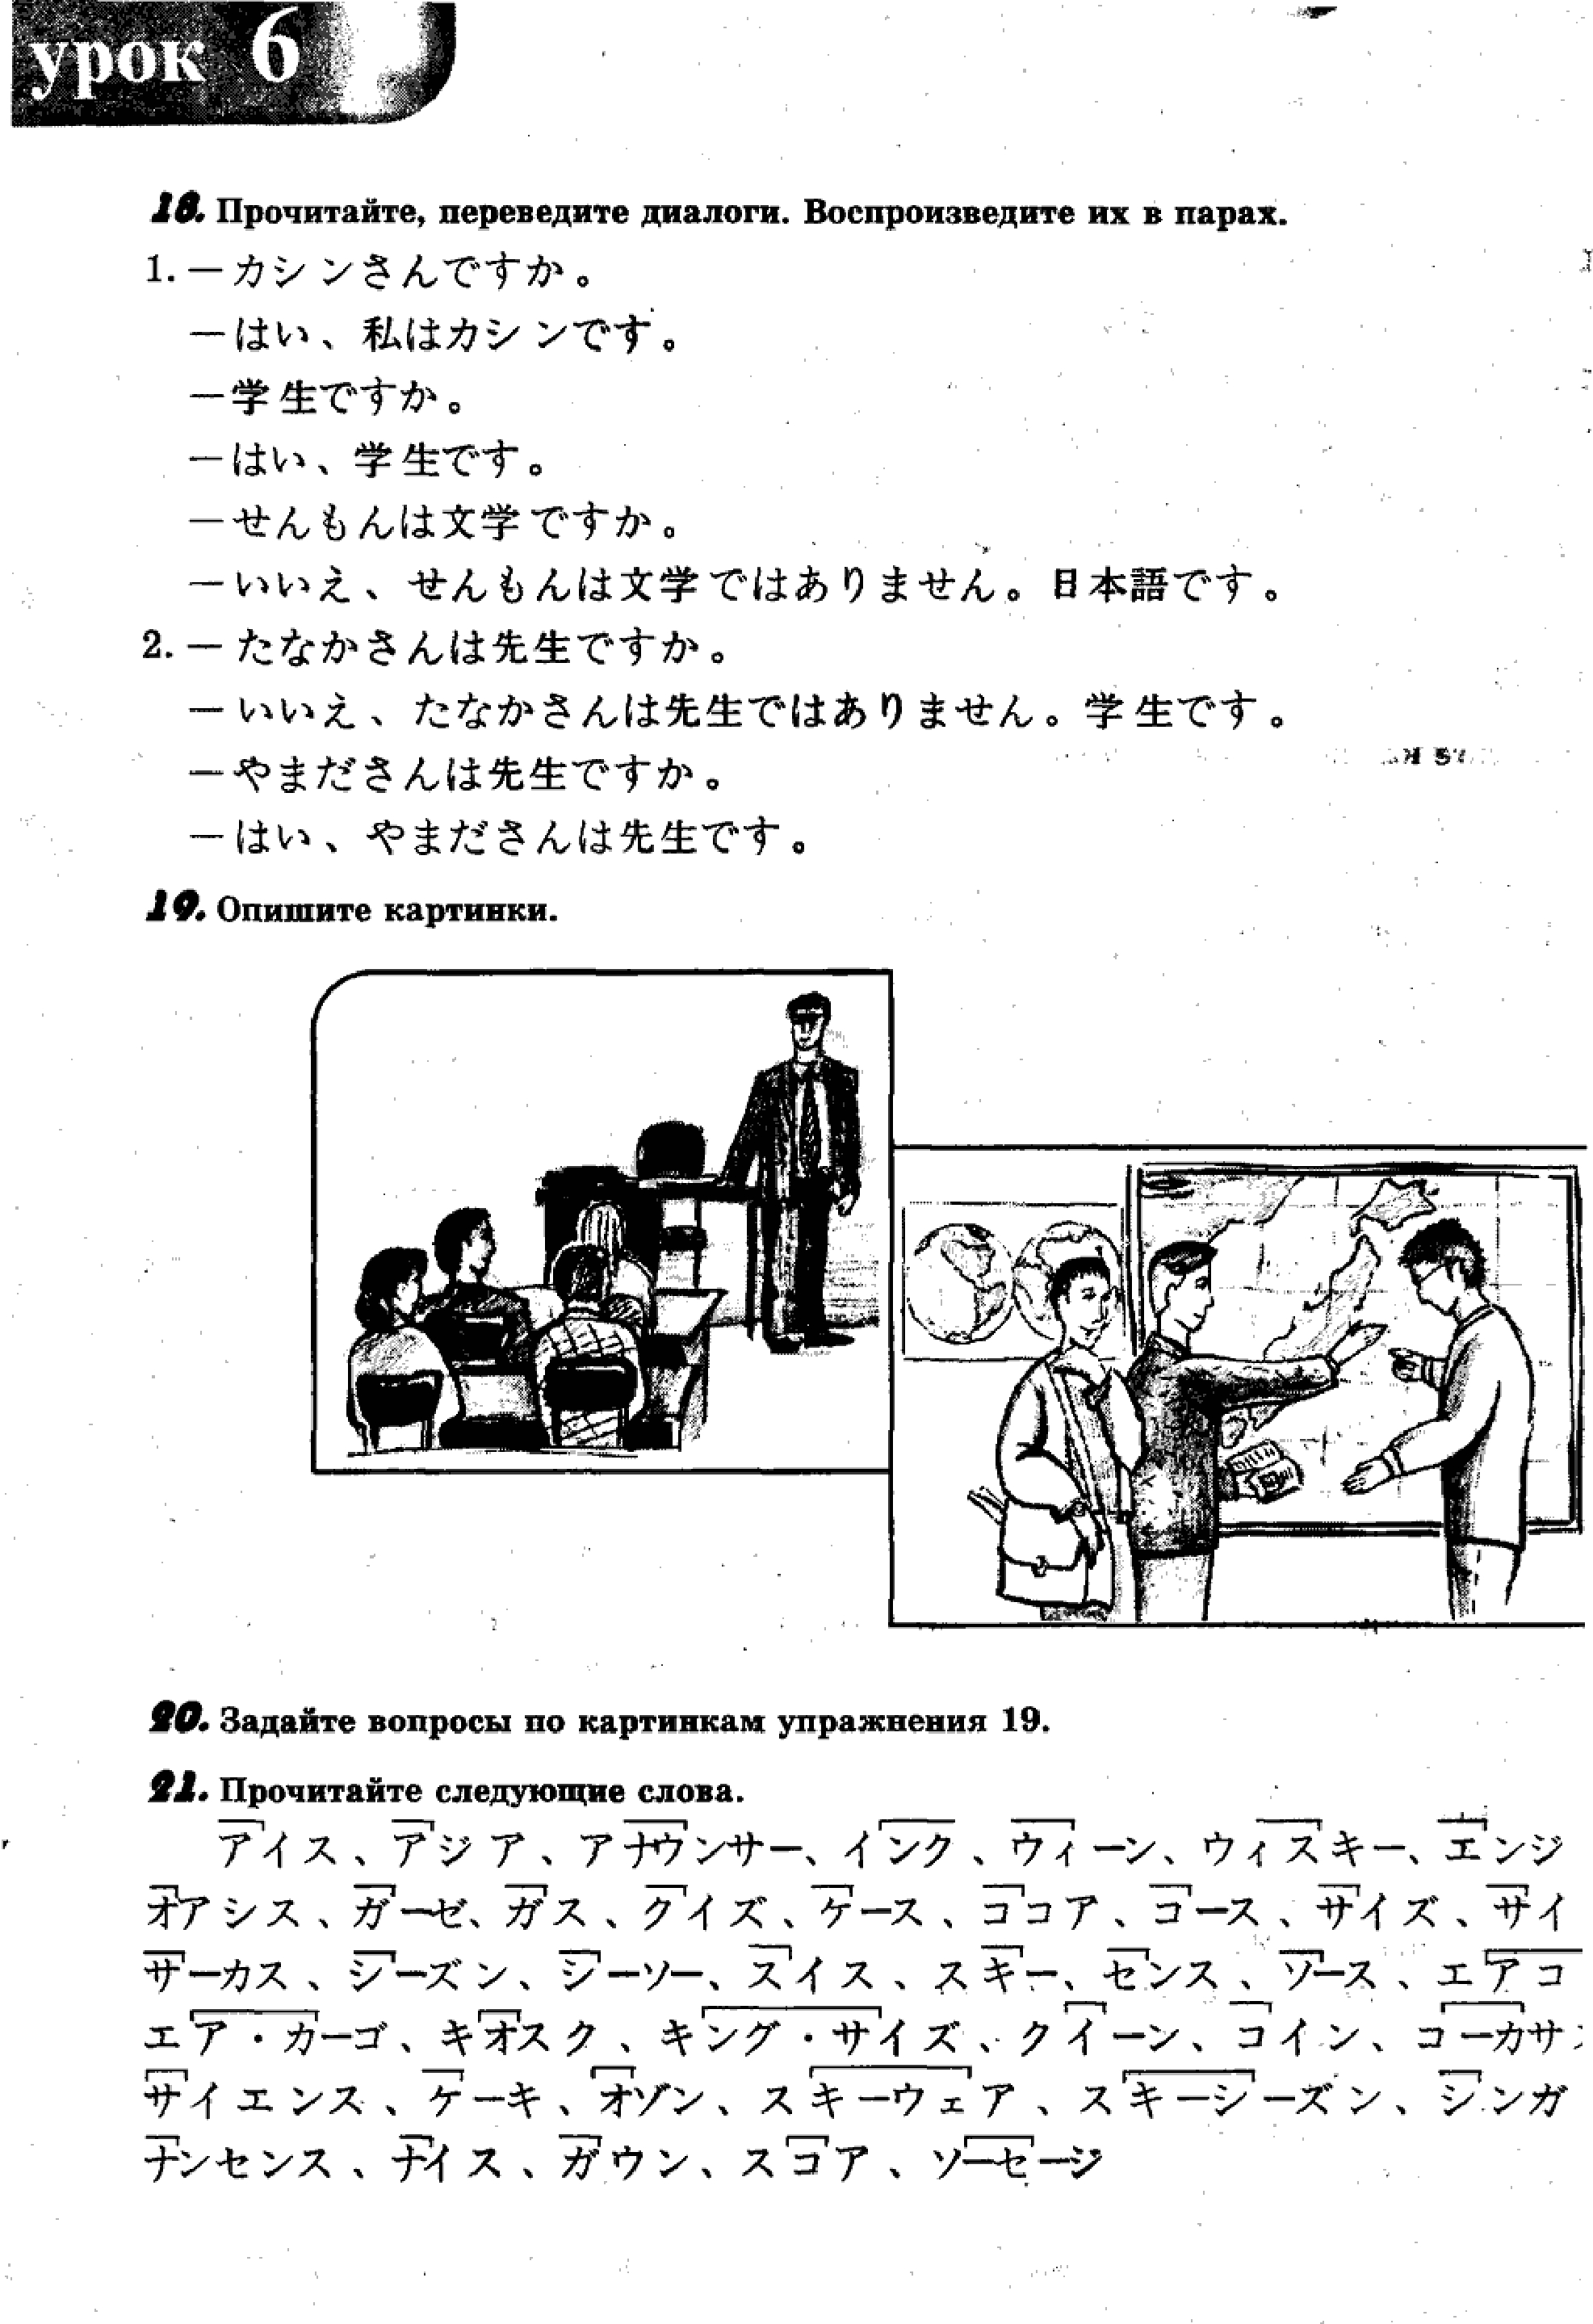 урок 6
18. Прочитайте, переведите диалоги. Воспроизведите их в парах.
1. — カシンさんですか。
— はい、私はカシンです。
— 学生ですか。
— はい、学生です。
— せんもんは文学ですか。
— いいえ、せんもんは文学ではありません。日本語です。
2. — たなかさんは先生ですか。
— いいえ、たなかさんは先生ではありません。学生です。
— やまださんは先生ですか。
— はい、やまださんは先生です。
19. Опишите картинки.
20. Задайте вопросы по картинкам упражнения 19.
21. Прочитайте следующие слова.
アイス、アジア、アナウンサー、インク、ウィーン、ウィスキー、エンジ
オアシス、ガーゼ、ガス、クイズ、ケース、ココア、コース、サイズ、サイ
サーカス、シーズン、シーソー、スイス、スキー、センス、ソース、エアコ
エア・カーゴ、キオスク、キング・サイズ、クイーン、コイン、コーカサ
サイエンス、ケーキ、オゾン、スキーウェア、スキーシーズン、シンガ
ナンセンス、ナイス、ガウン、スコア、ソーセージ